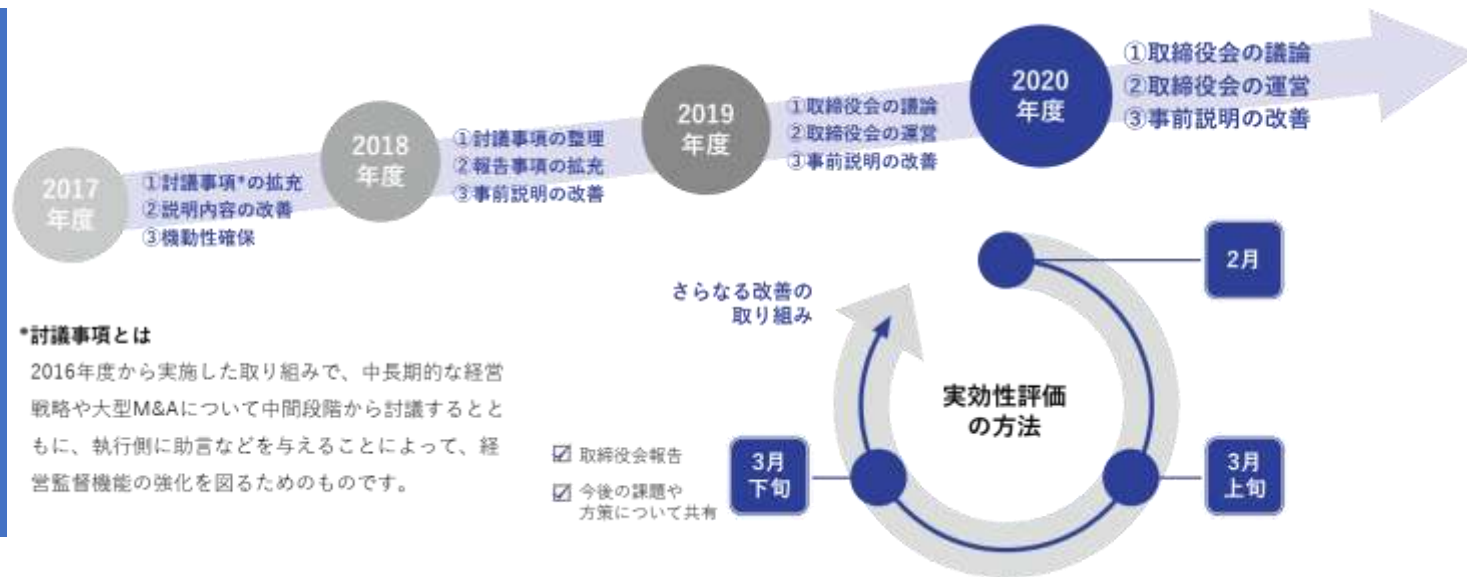 2017
年度
①討議事項*の拡充
②説明内容の改善
③機動性確保
2018
年度
①討議事項の整理
②報告事項の拡充
③事前説明の改善
2019
年度
①取締役会の議論
②取締役会の運営
③事前説明の改善
2020
年度
①取締役会の議論
②取締役会の運営
③事前説明の改善
*討議事項とは
2016年度から実施した取り組みで、中長期的な経営
戦略や大型M&Aについて中間段階から討議するとと
もに、執行側に助言などを与えることによって、経
営監督機能の強化を図るためのものです。
さらなる改善の
取り組み
実効性評価
の方法
2月
3月
上旬
3月
下旬
取締役会報告
今後の課題や
方策について共有